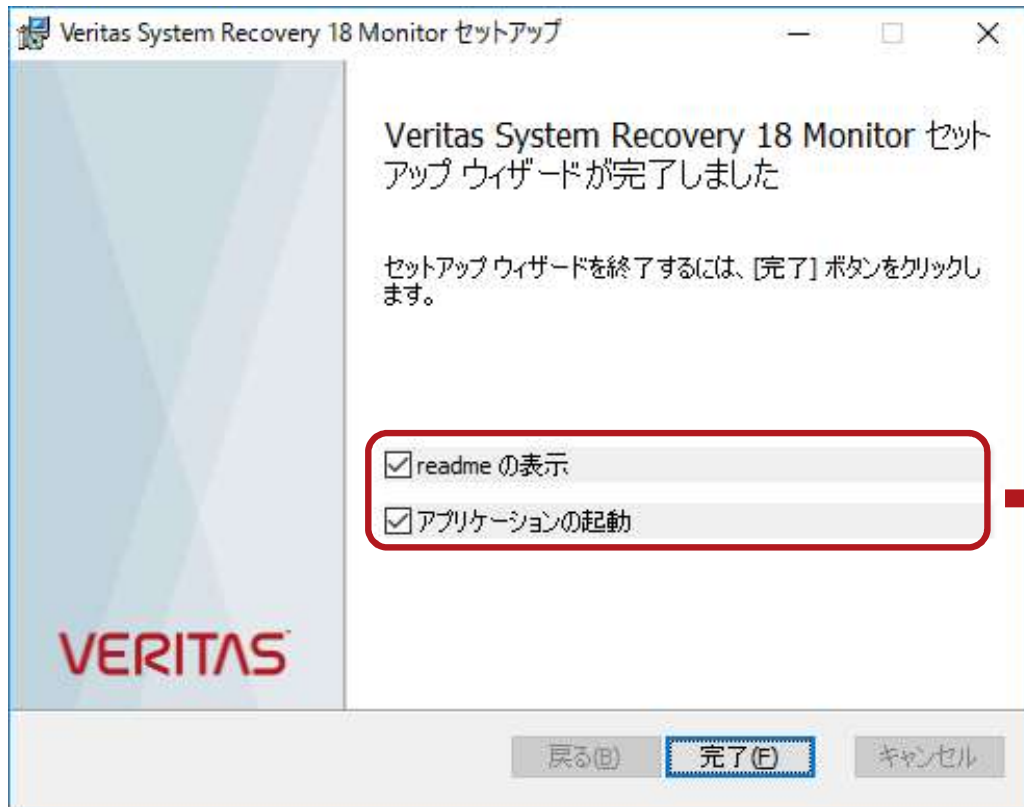 Veritas System Recovery 18 Monitor セットアップ
Veritas System Recovery 18 Monitor セット
アップ ウィザードが完了しました
セットアップ ウィザードを終了するには、[完了] ボタンをクリックし
ます。
readme の表示
アプリケーションの起動
VERITAS
戻る(B) 完了(F) キャンセル